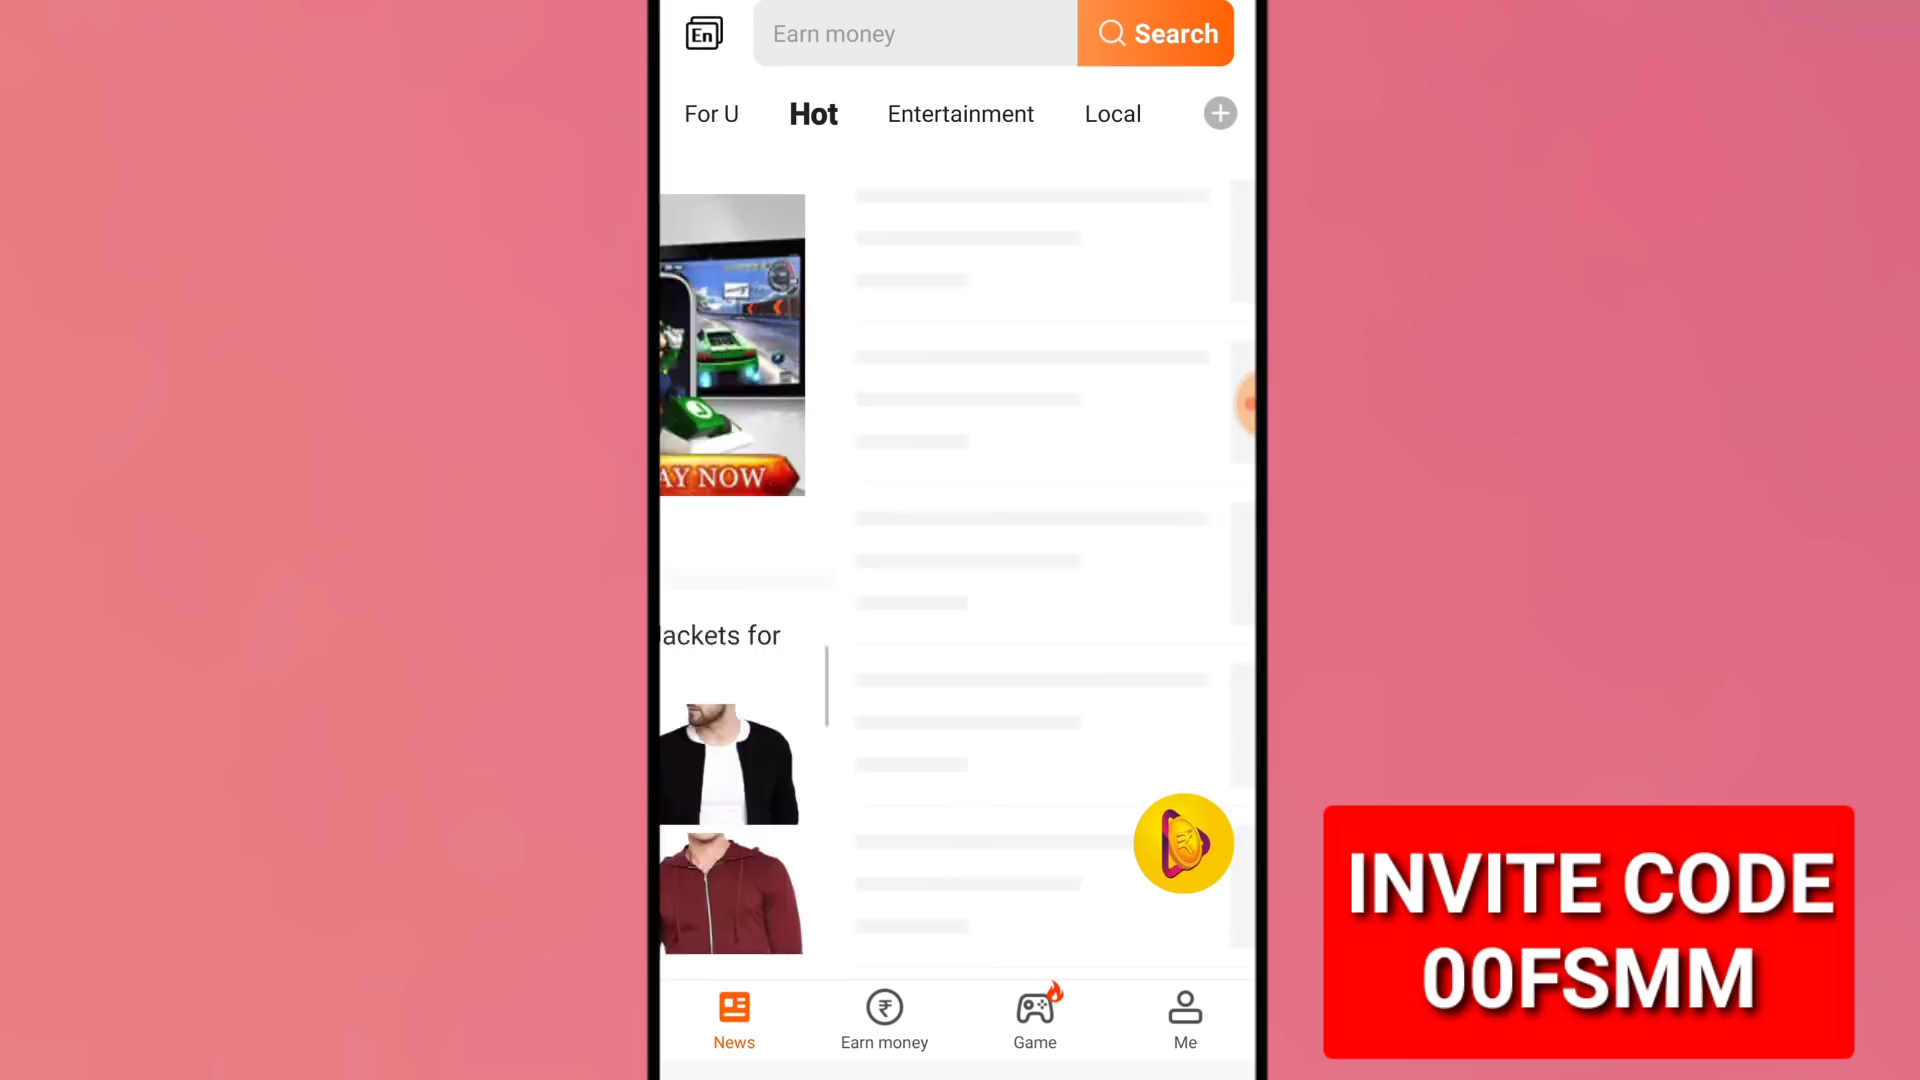 En
Earn money
Search
For U
Hot
Entertainment
Local
AY NOW
ackets for
News
Earn money
Game
Me
INVITE CODE
00FSMM